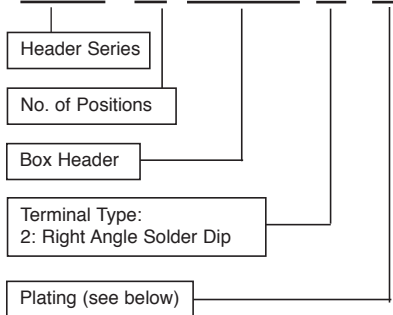 Header Series
No. of Positions
Box Header
Terminal Type:
2: Right Angle Solder Dip
Plating (see below)